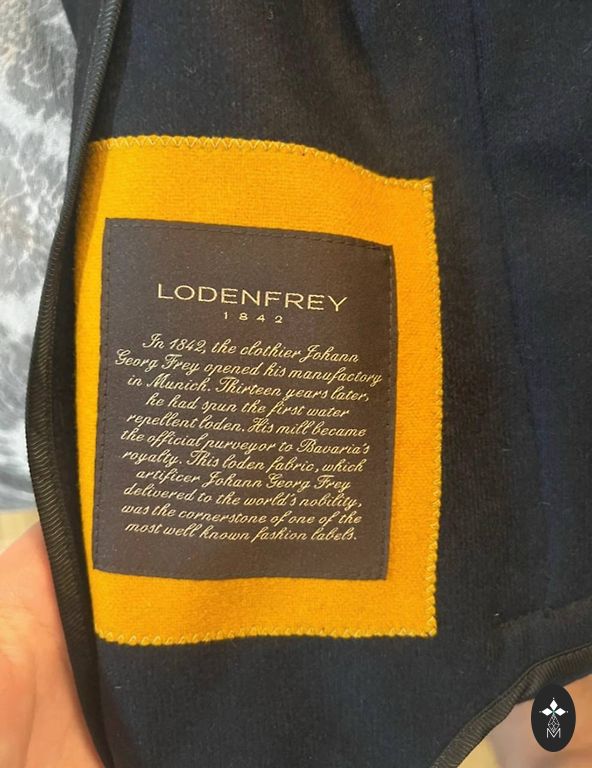 LODENFREY
1842
In 1842, the clothier Johann
Georg Frey opened his manufactory
in Munich. Thirteen years later,
he had spun the first water
repellent loden. His mill became
the official purveyor to Bavaria's
royalty. This loden fabric, which
artificer Johann Georg Frey
delivered to the world's nobility,
was the cornerstone of one of the
most well known fashion labels.
M